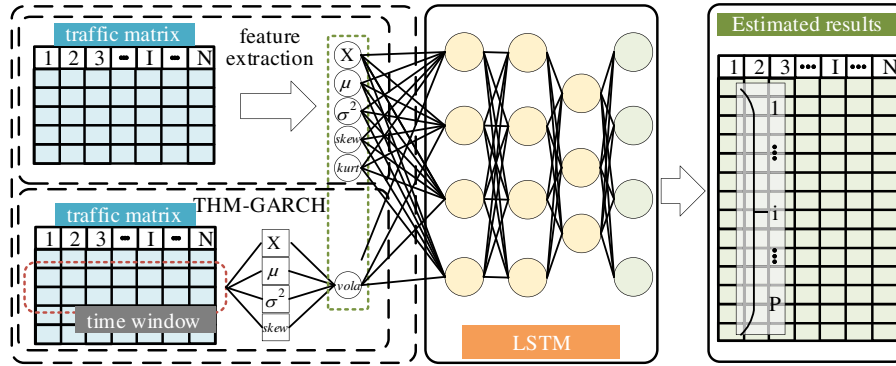 traffic matrix
1 2 3 ••• I ••• N
feature
extraction
X
μ
σ²
skew
kurt
THM-GARCH
traffic matrix
1 2 3 ••• I ••• N
time window
X
μ
σ²
skew
vola
LSTM
Estimated results
1 2 3 •••• I •••• N
1
i
P